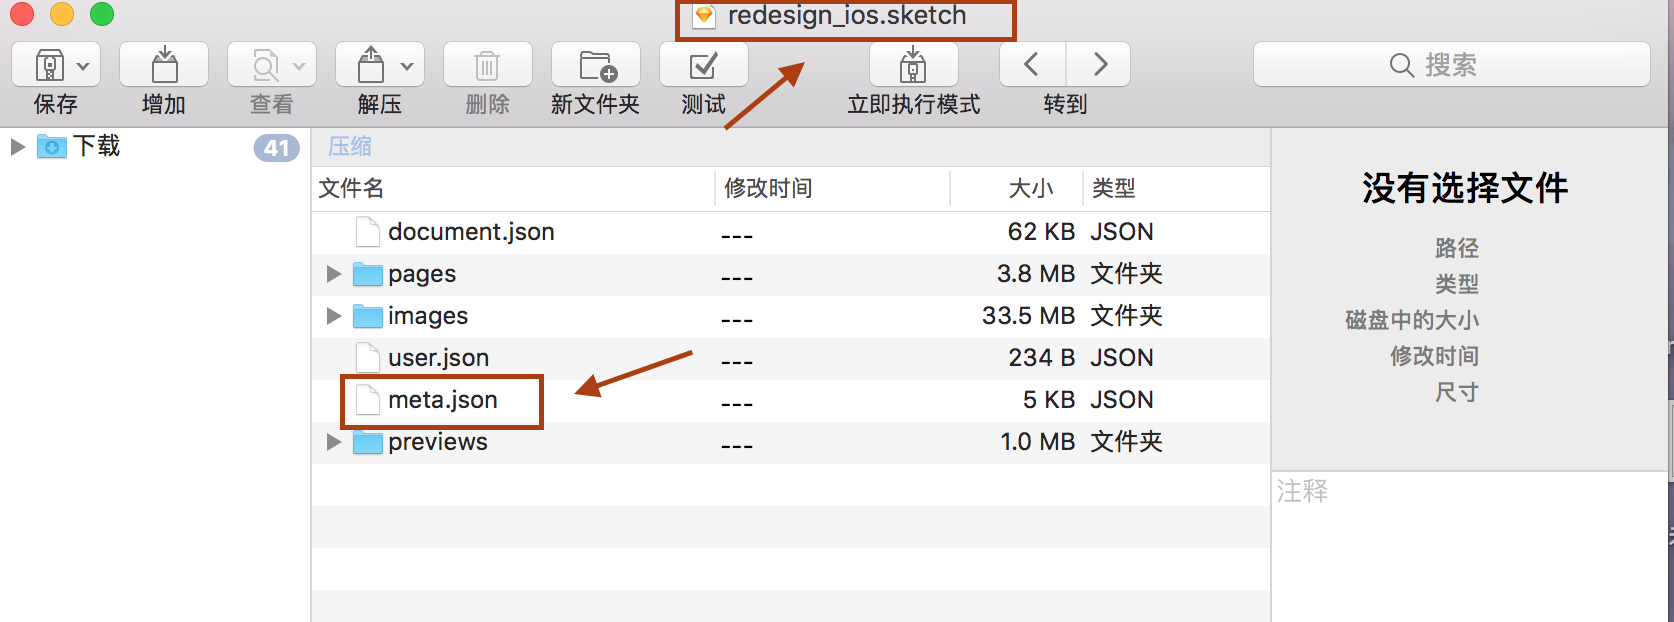 redesign_ios.sketch
保存 增加 查看 解压 删除 新文件夹 测试 立即执行模式 转到 搜索
下载 41
压缩
文件名 修改时间 大小 类型
document.json --- 62 KB JSON
pages --- 3.8 MB 文件夹
images --- 33.5 MB 文件夹
user.json --- 234 B JSON
meta.json --- 5 KB JSON
previews --- 1.0 MB 文件夹
没有选择文件
路径
类型
磁盘中的大小
修改时间
尺寸
注释